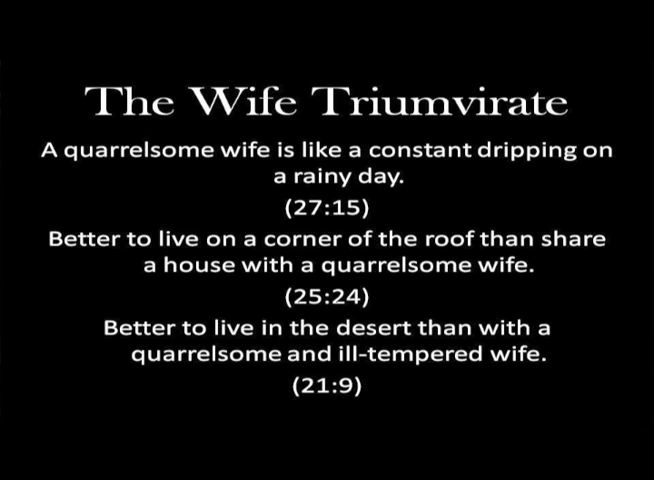 The Wife Triumvirate
A quarrelsome wife is like a constant dripping on
a rainy day.
(27:15)
Better to live on a corner of the roof than share
a house with a quarrelsome wife.
(25:24)
Better to live in the desert than with a
quarrelsome and ill-tempered wife.
(21:9)